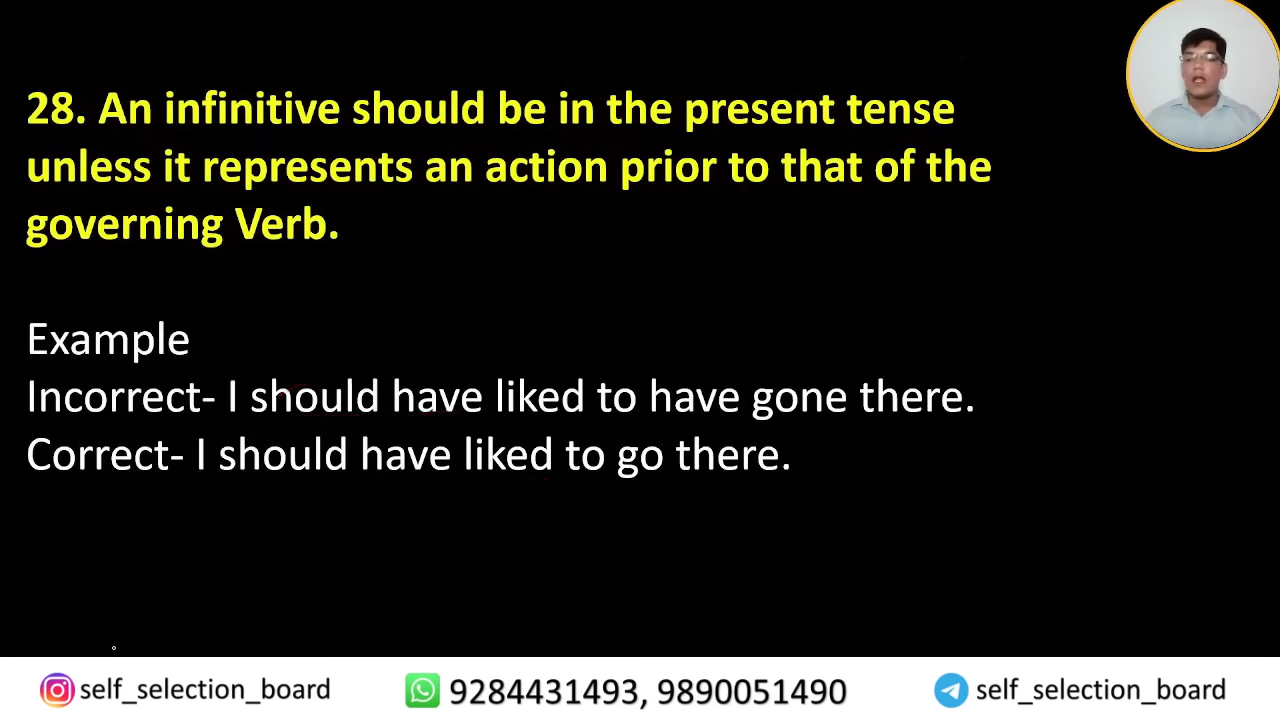 28. An infinitive should be in the present tense
unless it represents an action prior to that of the
governing Verb.
Example
Incorrect- I should have liked to have gone there.
Correct- I should have liked to go there.
self_selection_board 9284431493, 9890051490 self_selection_board